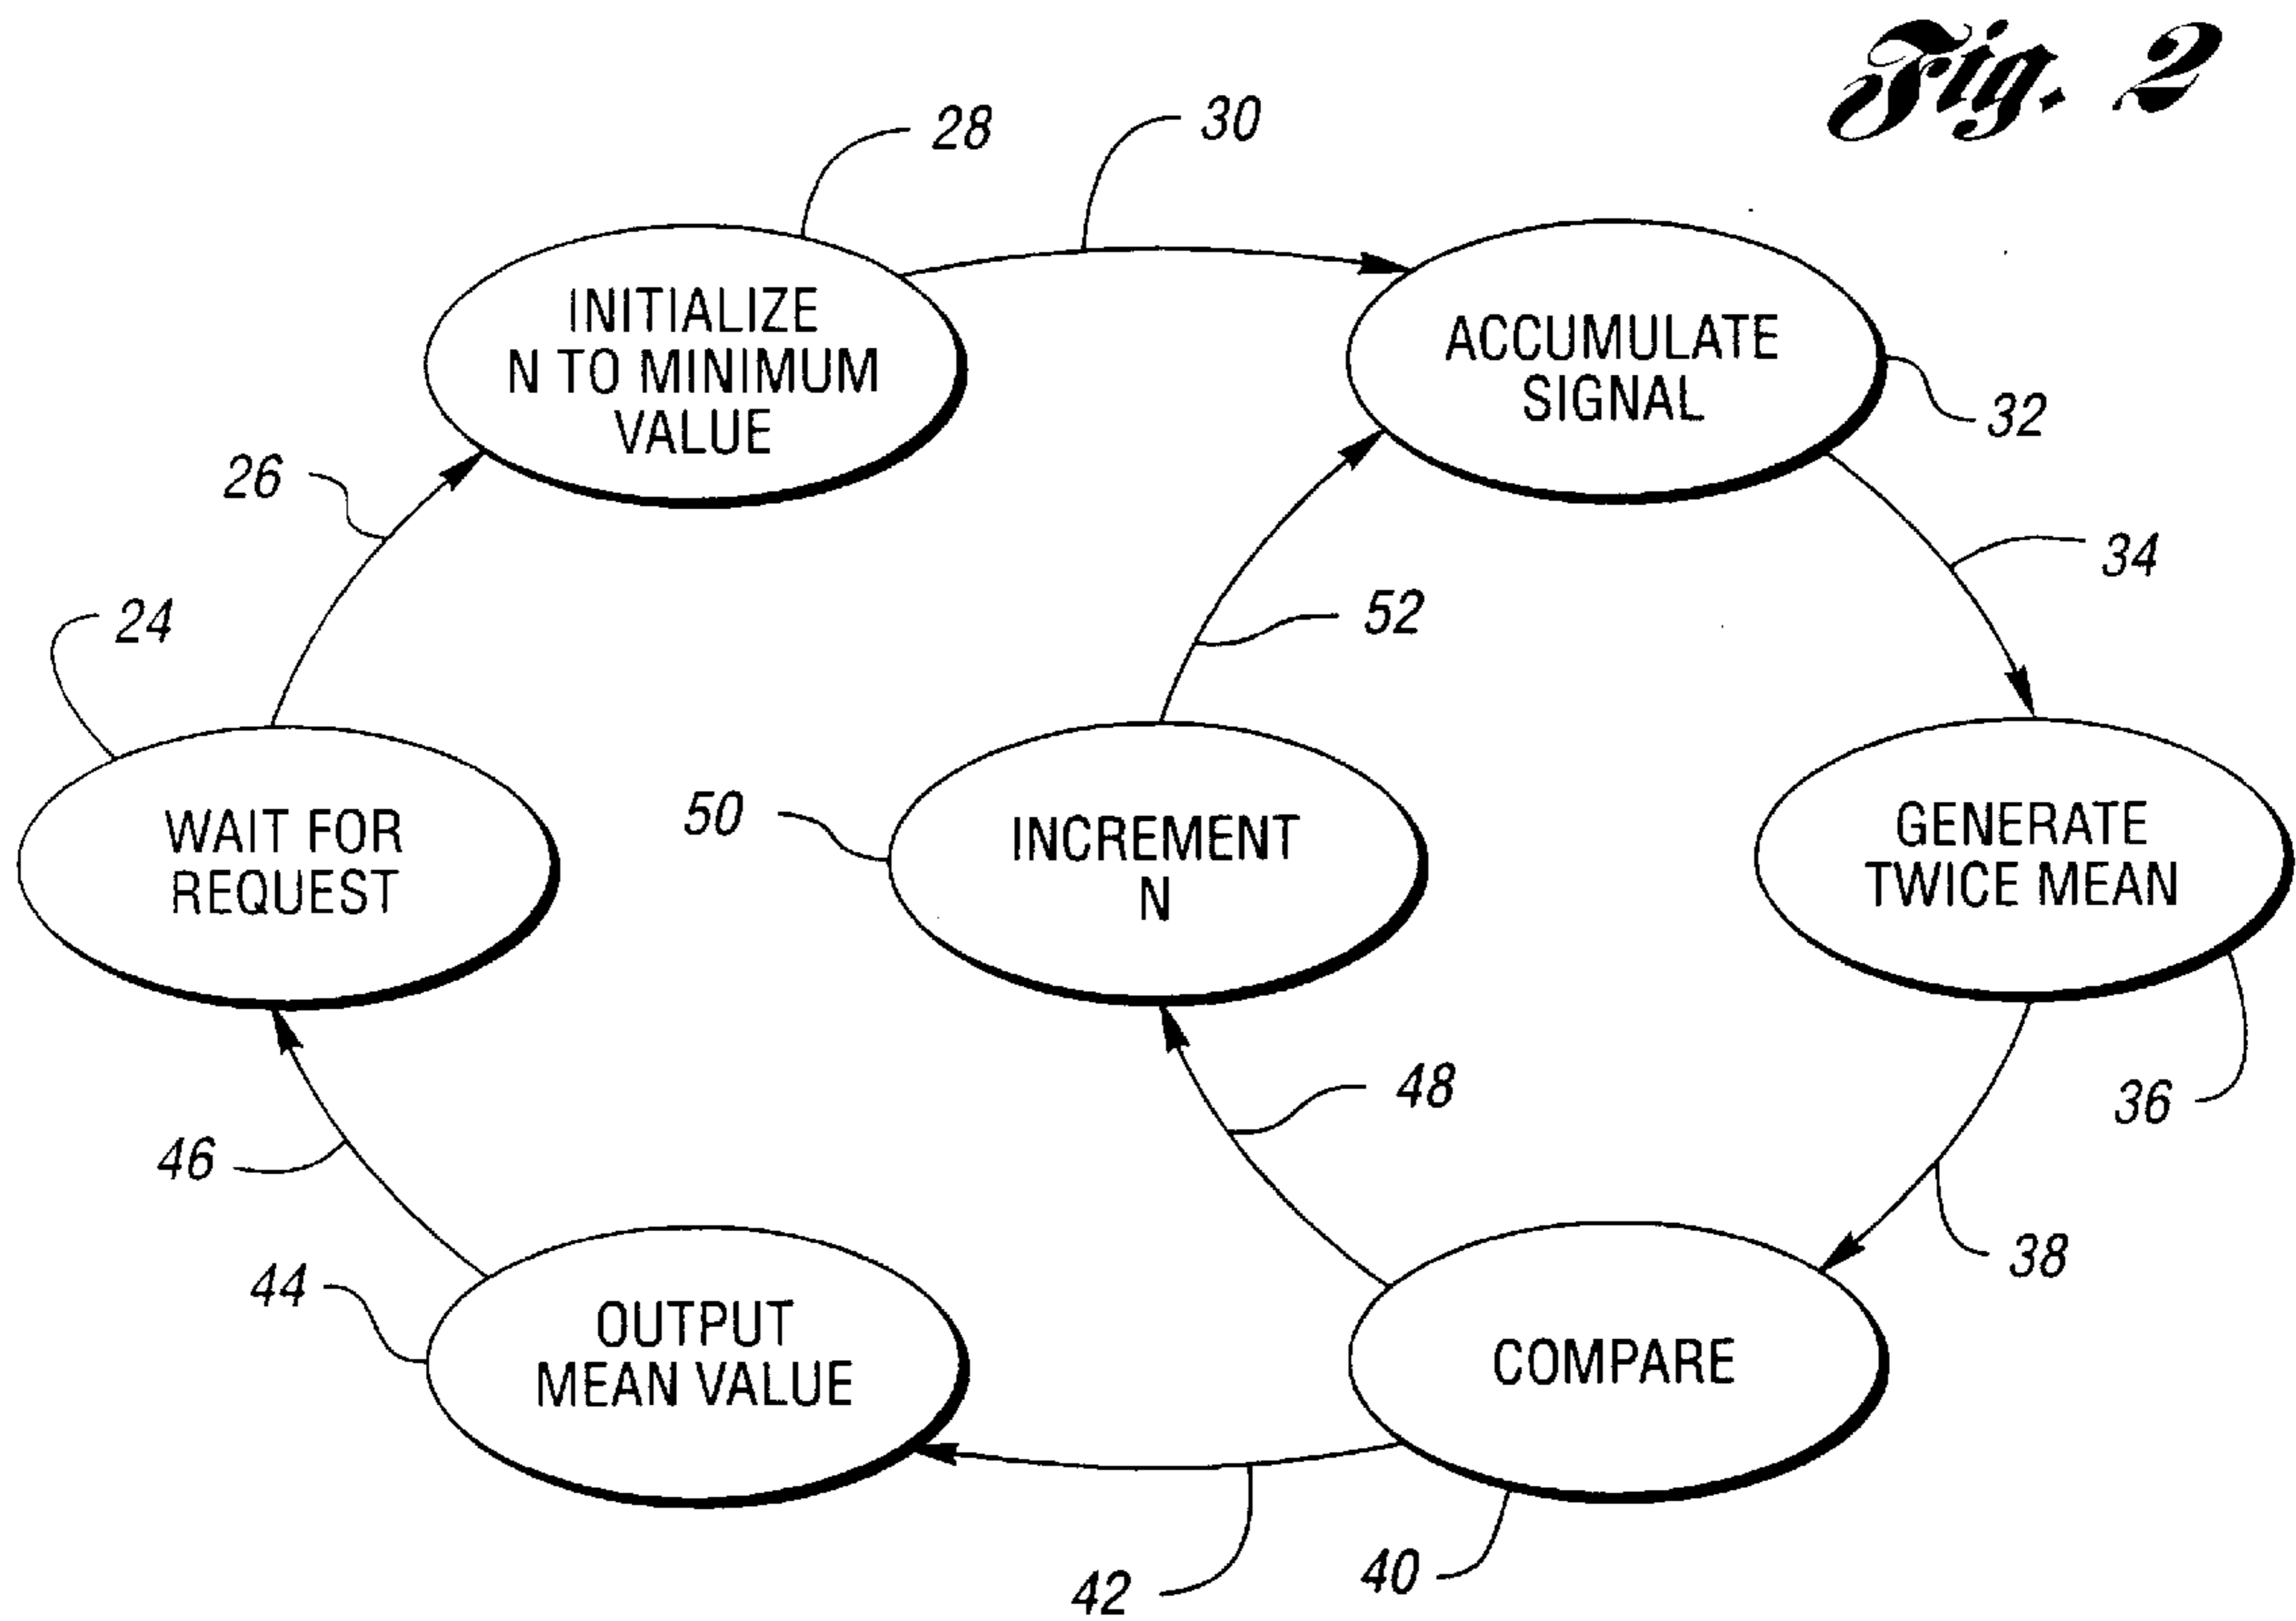 Fig. 2
28
30
INITIALIZE
N TO MINIMUM
VALUE
ACCUMULATE
SIGNAL
32
26
34
24
52
WAIT FOR
REQUEST
50
INCREMENT
N
GENERATE
TWICE MEAN
48
36
46
38
44
OUTPUT
MEAN VALUE
COMPARE
42
40